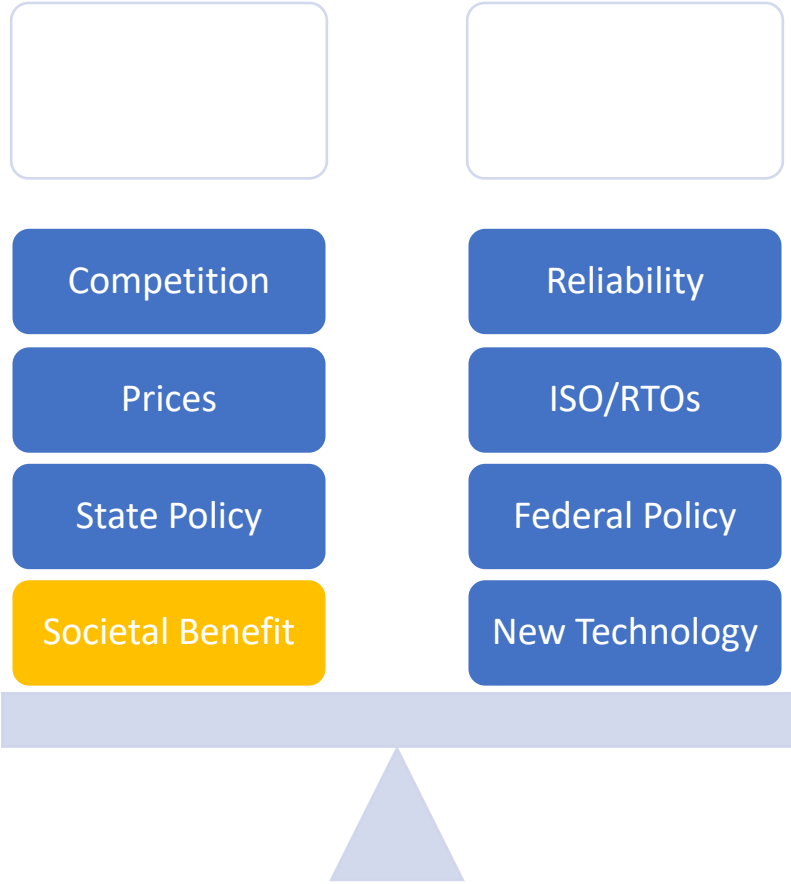 Competition
Reliability
Prices
ISO/RTOs
State Policy
Federal Policy
Societal Benefit
New Technology